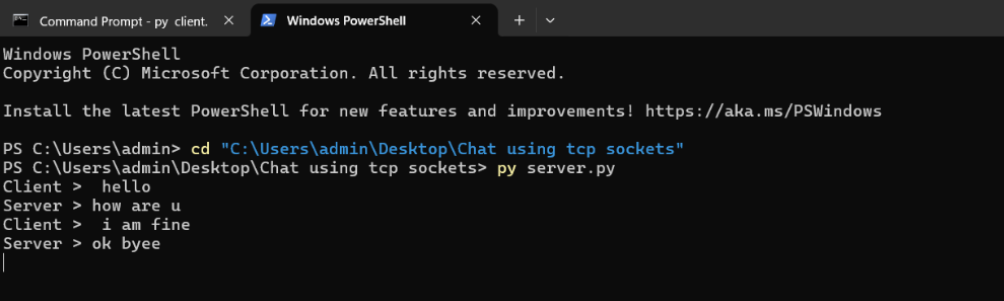 Command Prompt - py  client.
Windows PowerShell
Windows PowerShell
Copyright (C) Microsoft Corporation. All rights reserved.
Install the latest PowerShell for new features and improvements! https://aka.ms/PSWindows
PS C:\Users\admin> cd "C:\Users\admin\Desktop\Chat using tcp sockets"
PS C:\Users\admin\Desktop\Chat using tcp sockets> py server.py
Client >  hello
Server > how are u
Client >  i am fine
Server > ok byee